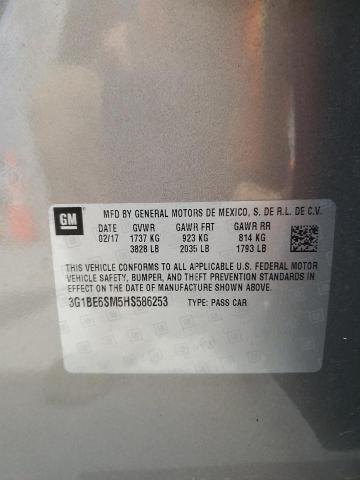 GM
MFD BY GENERAL MOTORS DE MEXICO, S. DE R.L. DE C.V.
DATE GVWR GAWR FRT GAWR RR
02/17 1737 KG 923 KG 814 KG
3828 LB 2035 LB 1793 LB
THIS VEHICLE CONFORMS TO ALL APPLICABLE U.S. FEDERAL MOTOR
VEHICLE SAFETY, BUMPER, AND THEFT PREVENTION STANDARDS
IN EFFECT ON THE DATE OF MANUFACTURE SHOWN ABOVE.
3G1BE6SM5HS586253 TYPE: PASS CAR